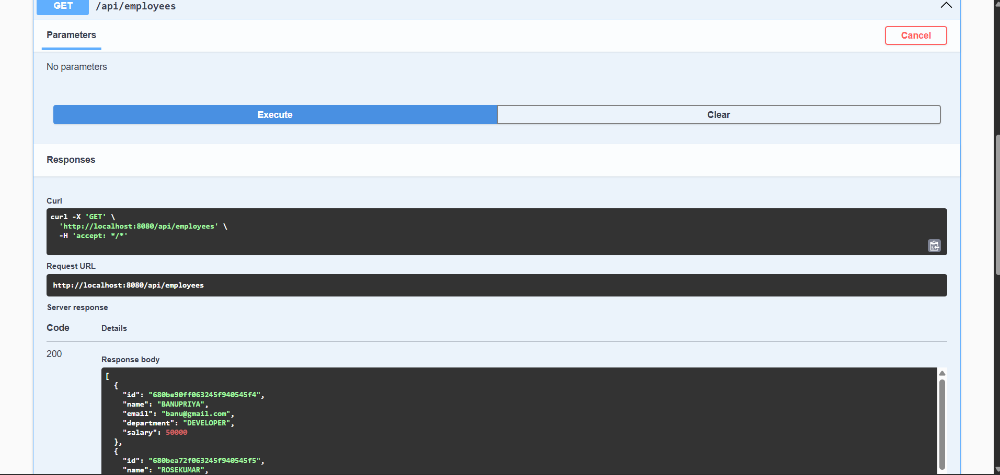 GET /api/employees
Parameters
Cancel
No parameters
Execute
Clear
Responses
Curl
curl -X 'GET' \
  'http://localhost:8080/api/employees' \
  -H 'accept: */*'
Request URL
http://localhost:8080/api/employees
Server response
Code Details
200
Response body
[
  {
    "id": "680be90ff063245f940545f4",
    "name": "BANUPRIYA",
    "email": "banu@gmail.com",
    "department": "DEVELOPER",
    "salary": 50000
  },
  {
    "id": "680bea72f063245f940545f5",
    "name": "ROSEKUMAR",